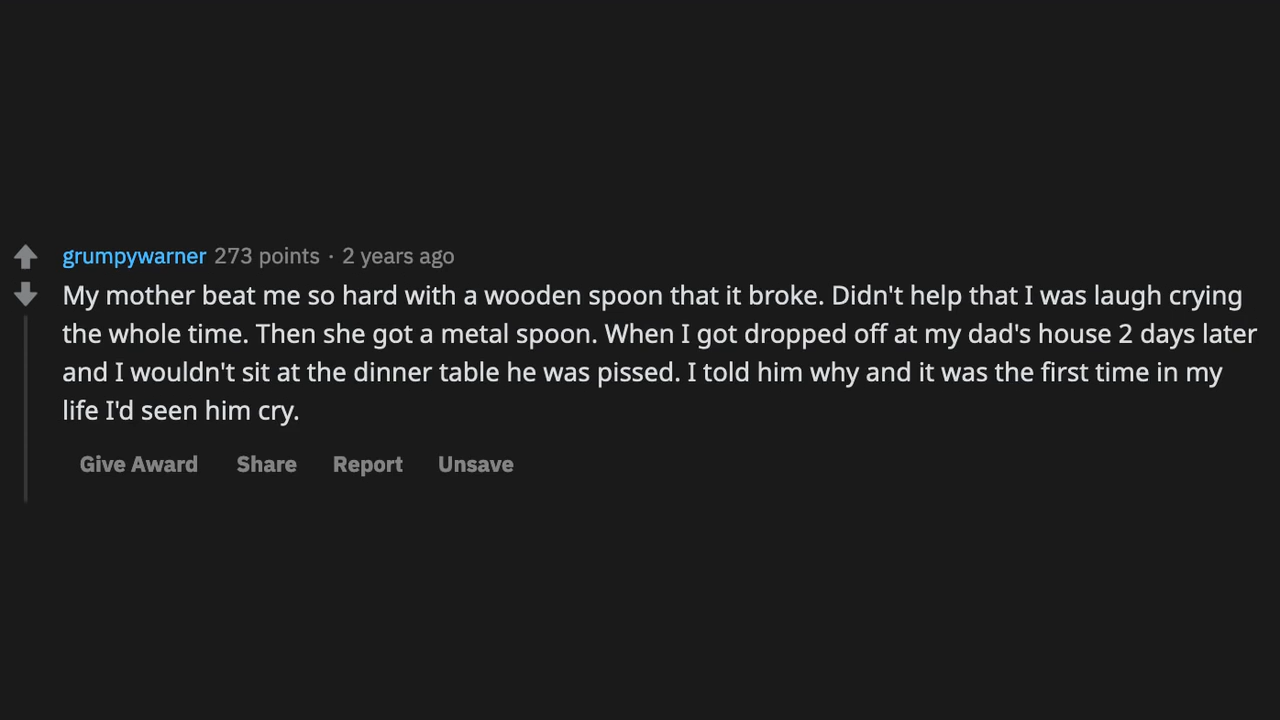 grumpywarner 273 points · 2 years ago
My mother beat me so hard with a wooden spoon that it broke. Didn't help that I was laugh crying
the whole time. Then she got a metal spoon. When I got dropped off at my dad's house 2 days later
and I wouldn't sit at the dinner table he was pissed. I told him why and it was the first time in my
life I'd seen him cry.
Give Award Share Report Unsave